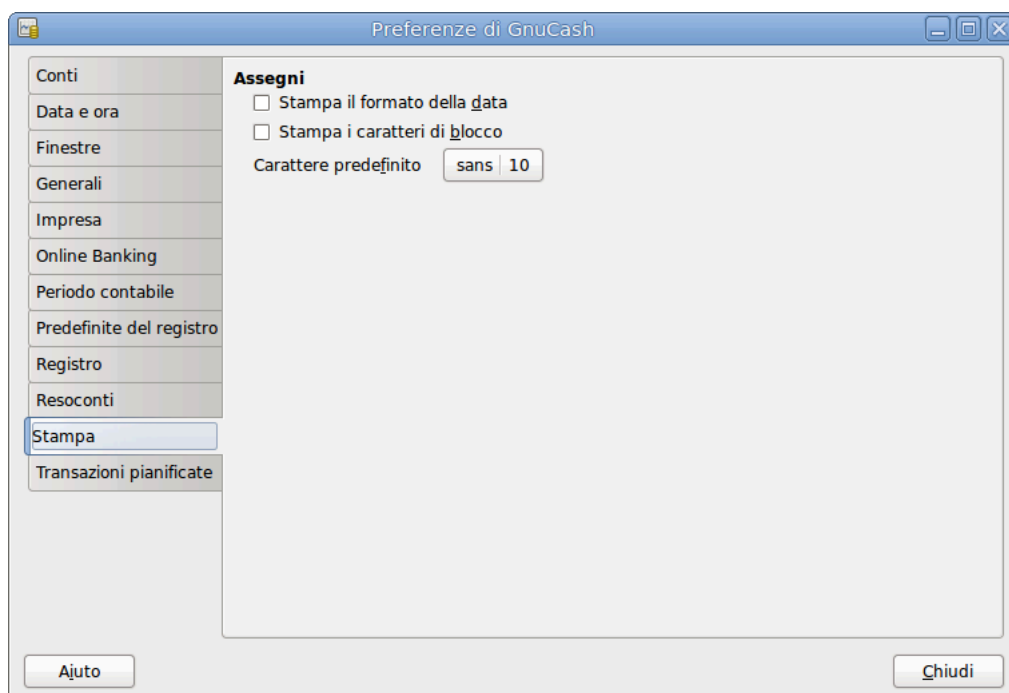 Preferenze di GnuCash
Conti
Data e ora
Finestre
Generali
Impresa
Online Banking
Periodo contabile
Predefinite del registro
Registro
Resoconti
Stampa
Transazioni pianificate
Assegni
Stampa il formato della data
Stampa i caratteri di blocco
Carattere predefinito sans 10
Aiuto
Chiudi